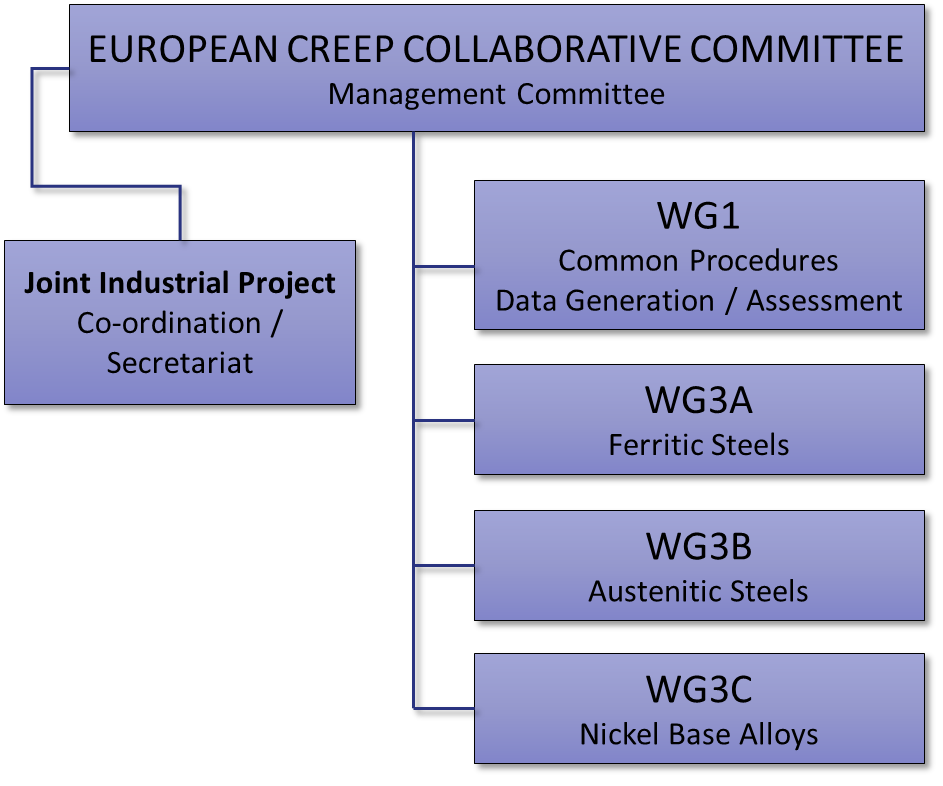 EUROPEAN CREEP COLLABORATIVE COMMITTEE
Management Committee
Joint Industrial Project
Co-ordination /
Secretariat
WG1
Common Procedures
Data Generation / Assessment
WG3A
Ferritic Steels
WG3B
Austenitic Steels
WG3C
Nickel Base Alloys